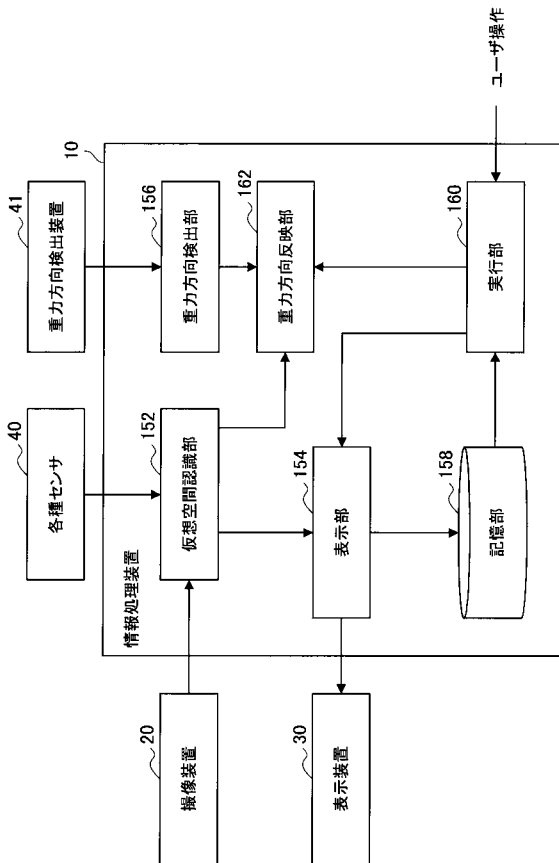 10
41
重力方向検出装置
156
重力方向検出部
162
重力方向反映部
160
実行部
ユーザ操作
40
各種センサ
152
仮想空間認識部
154
表示部
158
記憶部
情報処理装置
20
撮像装置
30
表示装置